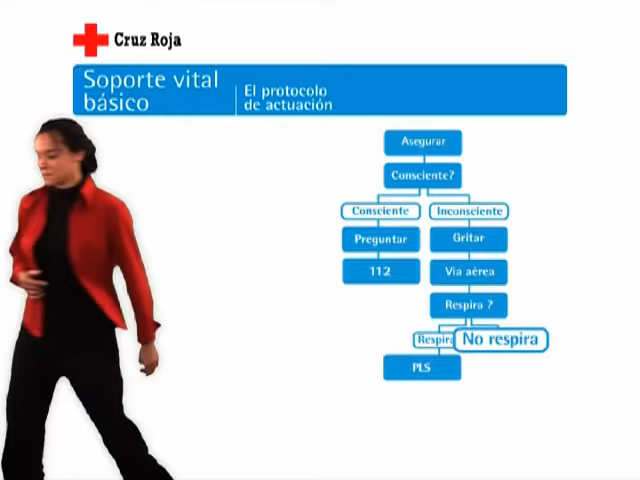 Cruz Roja
Soporte vital
básico
El protocolo
de actuación
Asegurar
Consciente?
Consciente
Inconsciente
Preguntar
Gritar
112
Via aérea
Respira ?
Respira
No respira
PLS